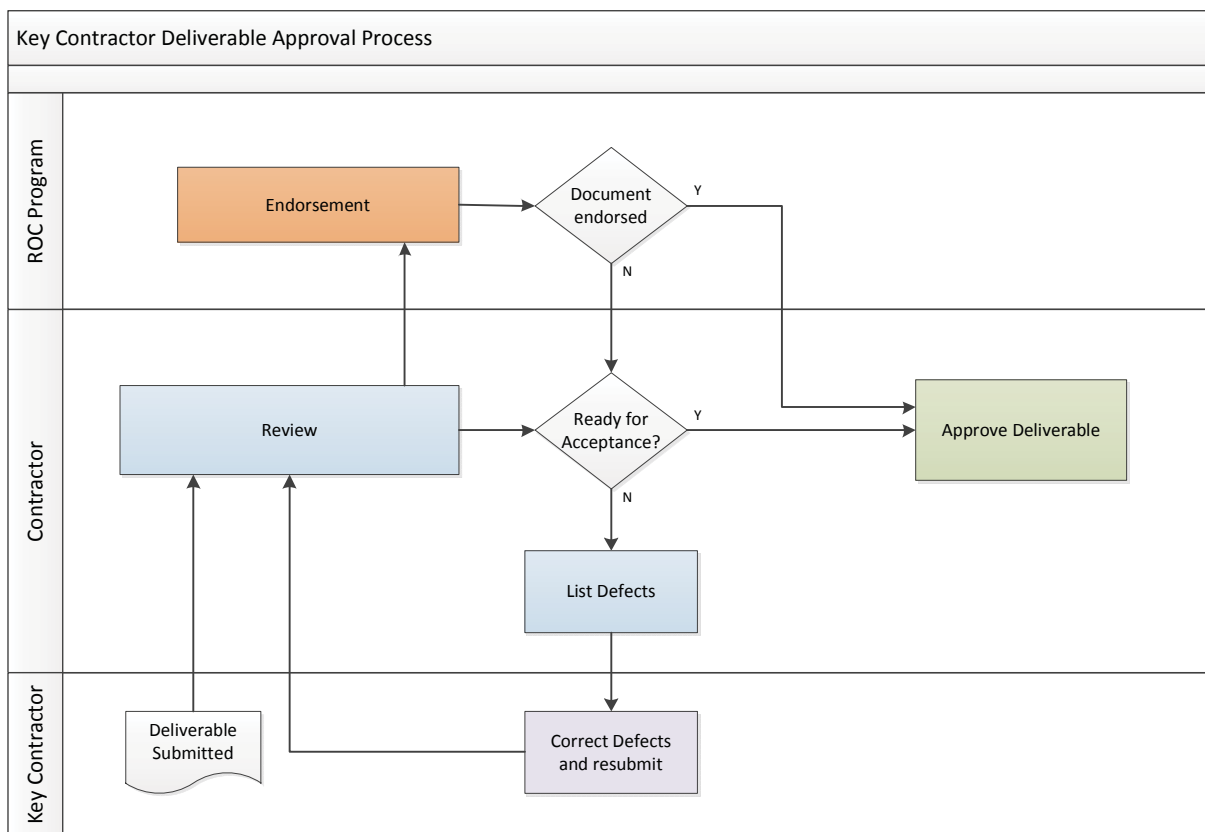 Key Contractor Deliverable Approval Process
ROC Program
Endorsement
Document
endorsed
Y
N
Contractor
Review
Ready for
Acceptance?
Y
N
Approve Deliverable
List Defects
Key Contractor
Deliverable
Submitted
Correct Defects
and resubmit